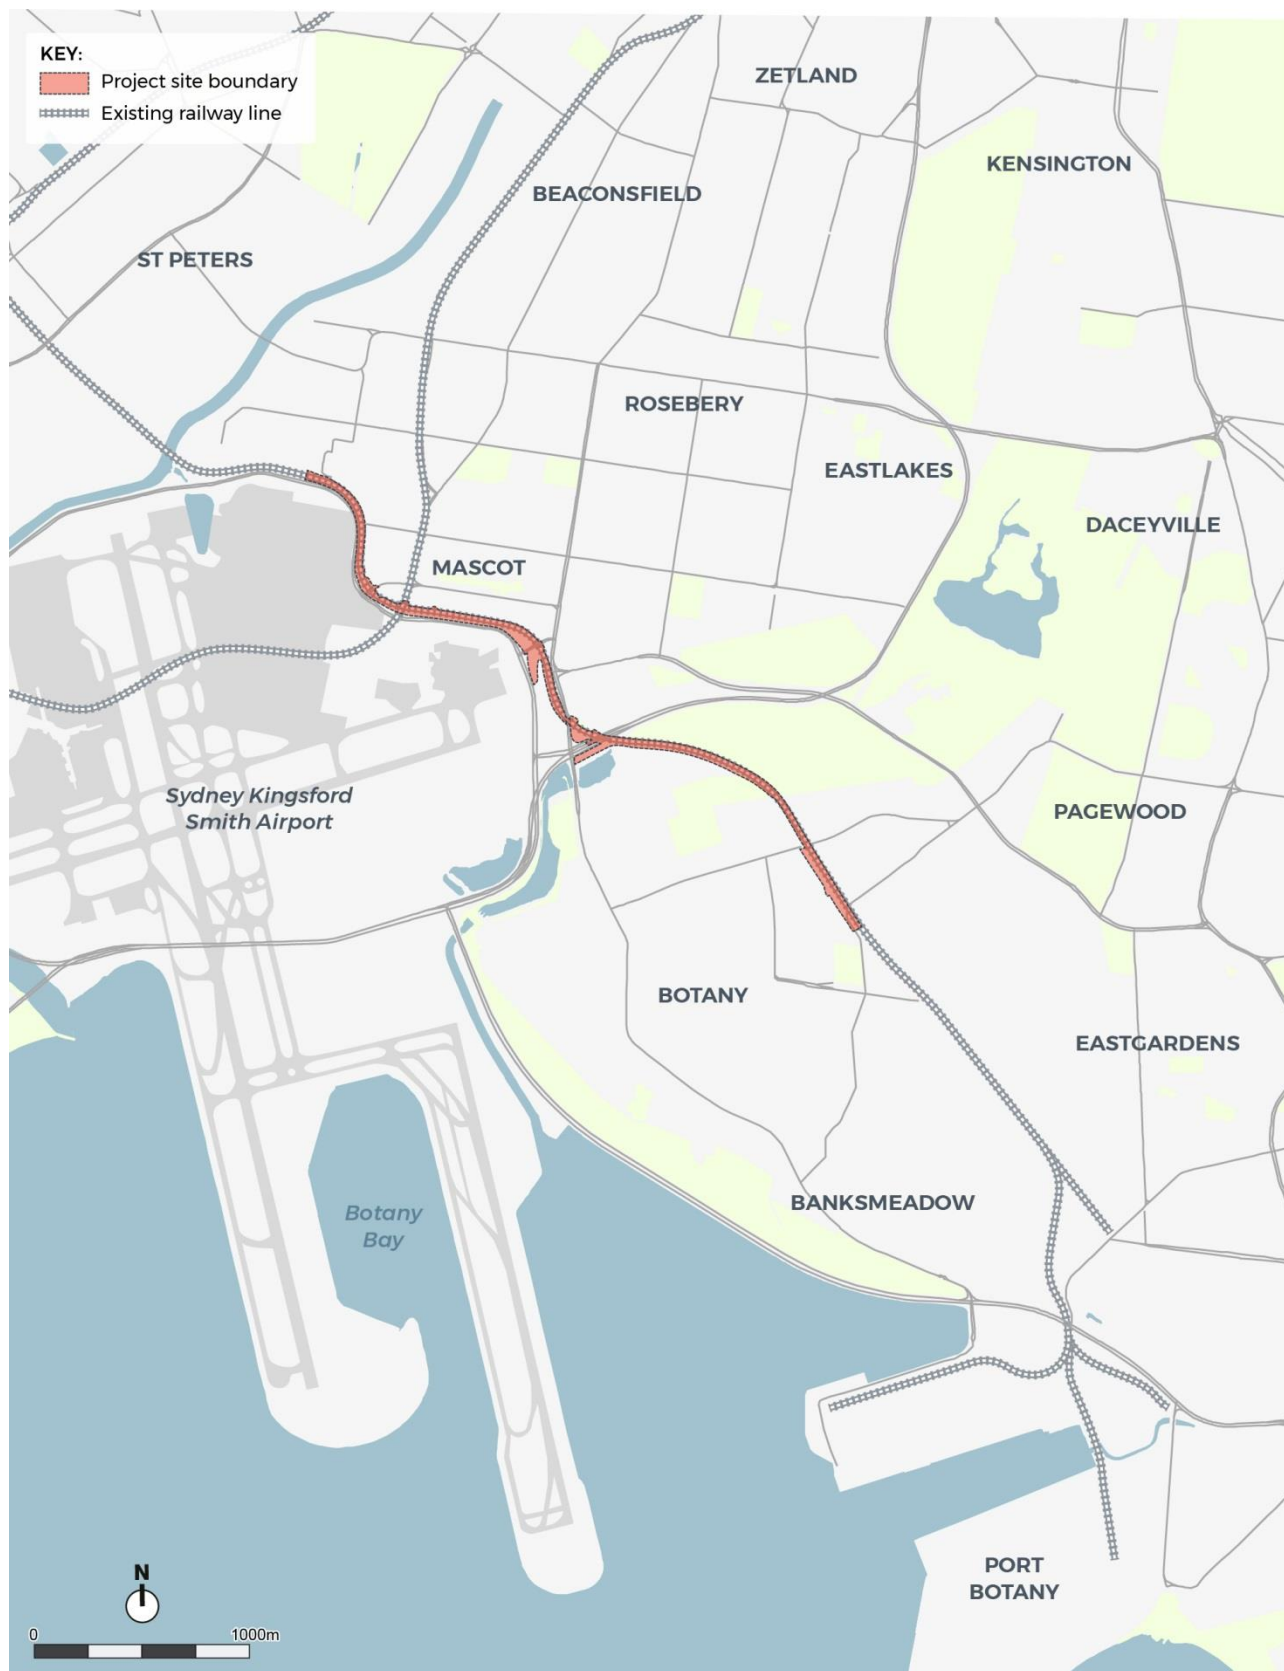 KEY:
Project site boundary
Existing railway line
ZETLAND
KENSINGTON
BEACONSFIELD
ST PETERS
ROSEBERY
EASTLAKES
DACEYVILLE
MASCOT
Sydney Kingsford
Smith Airport
PAGEWOOD
BOTANY
EASTGARDENS
BANKSMEADOW
Botany
Bay
PORT
BOTANY
N
0 1000m